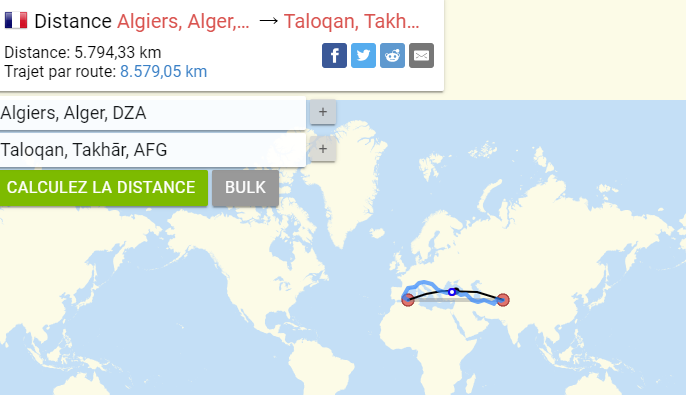 Distance Algiers, Alger,... → Taloqan, Takh...
Distance: 5.794,33 km
Trajet par route: 8.579,05 km
f
Algiers, Alger, DZA +
Taloqan, Takhār, AFG +
CALCULEZ LA DISTANCE BULK